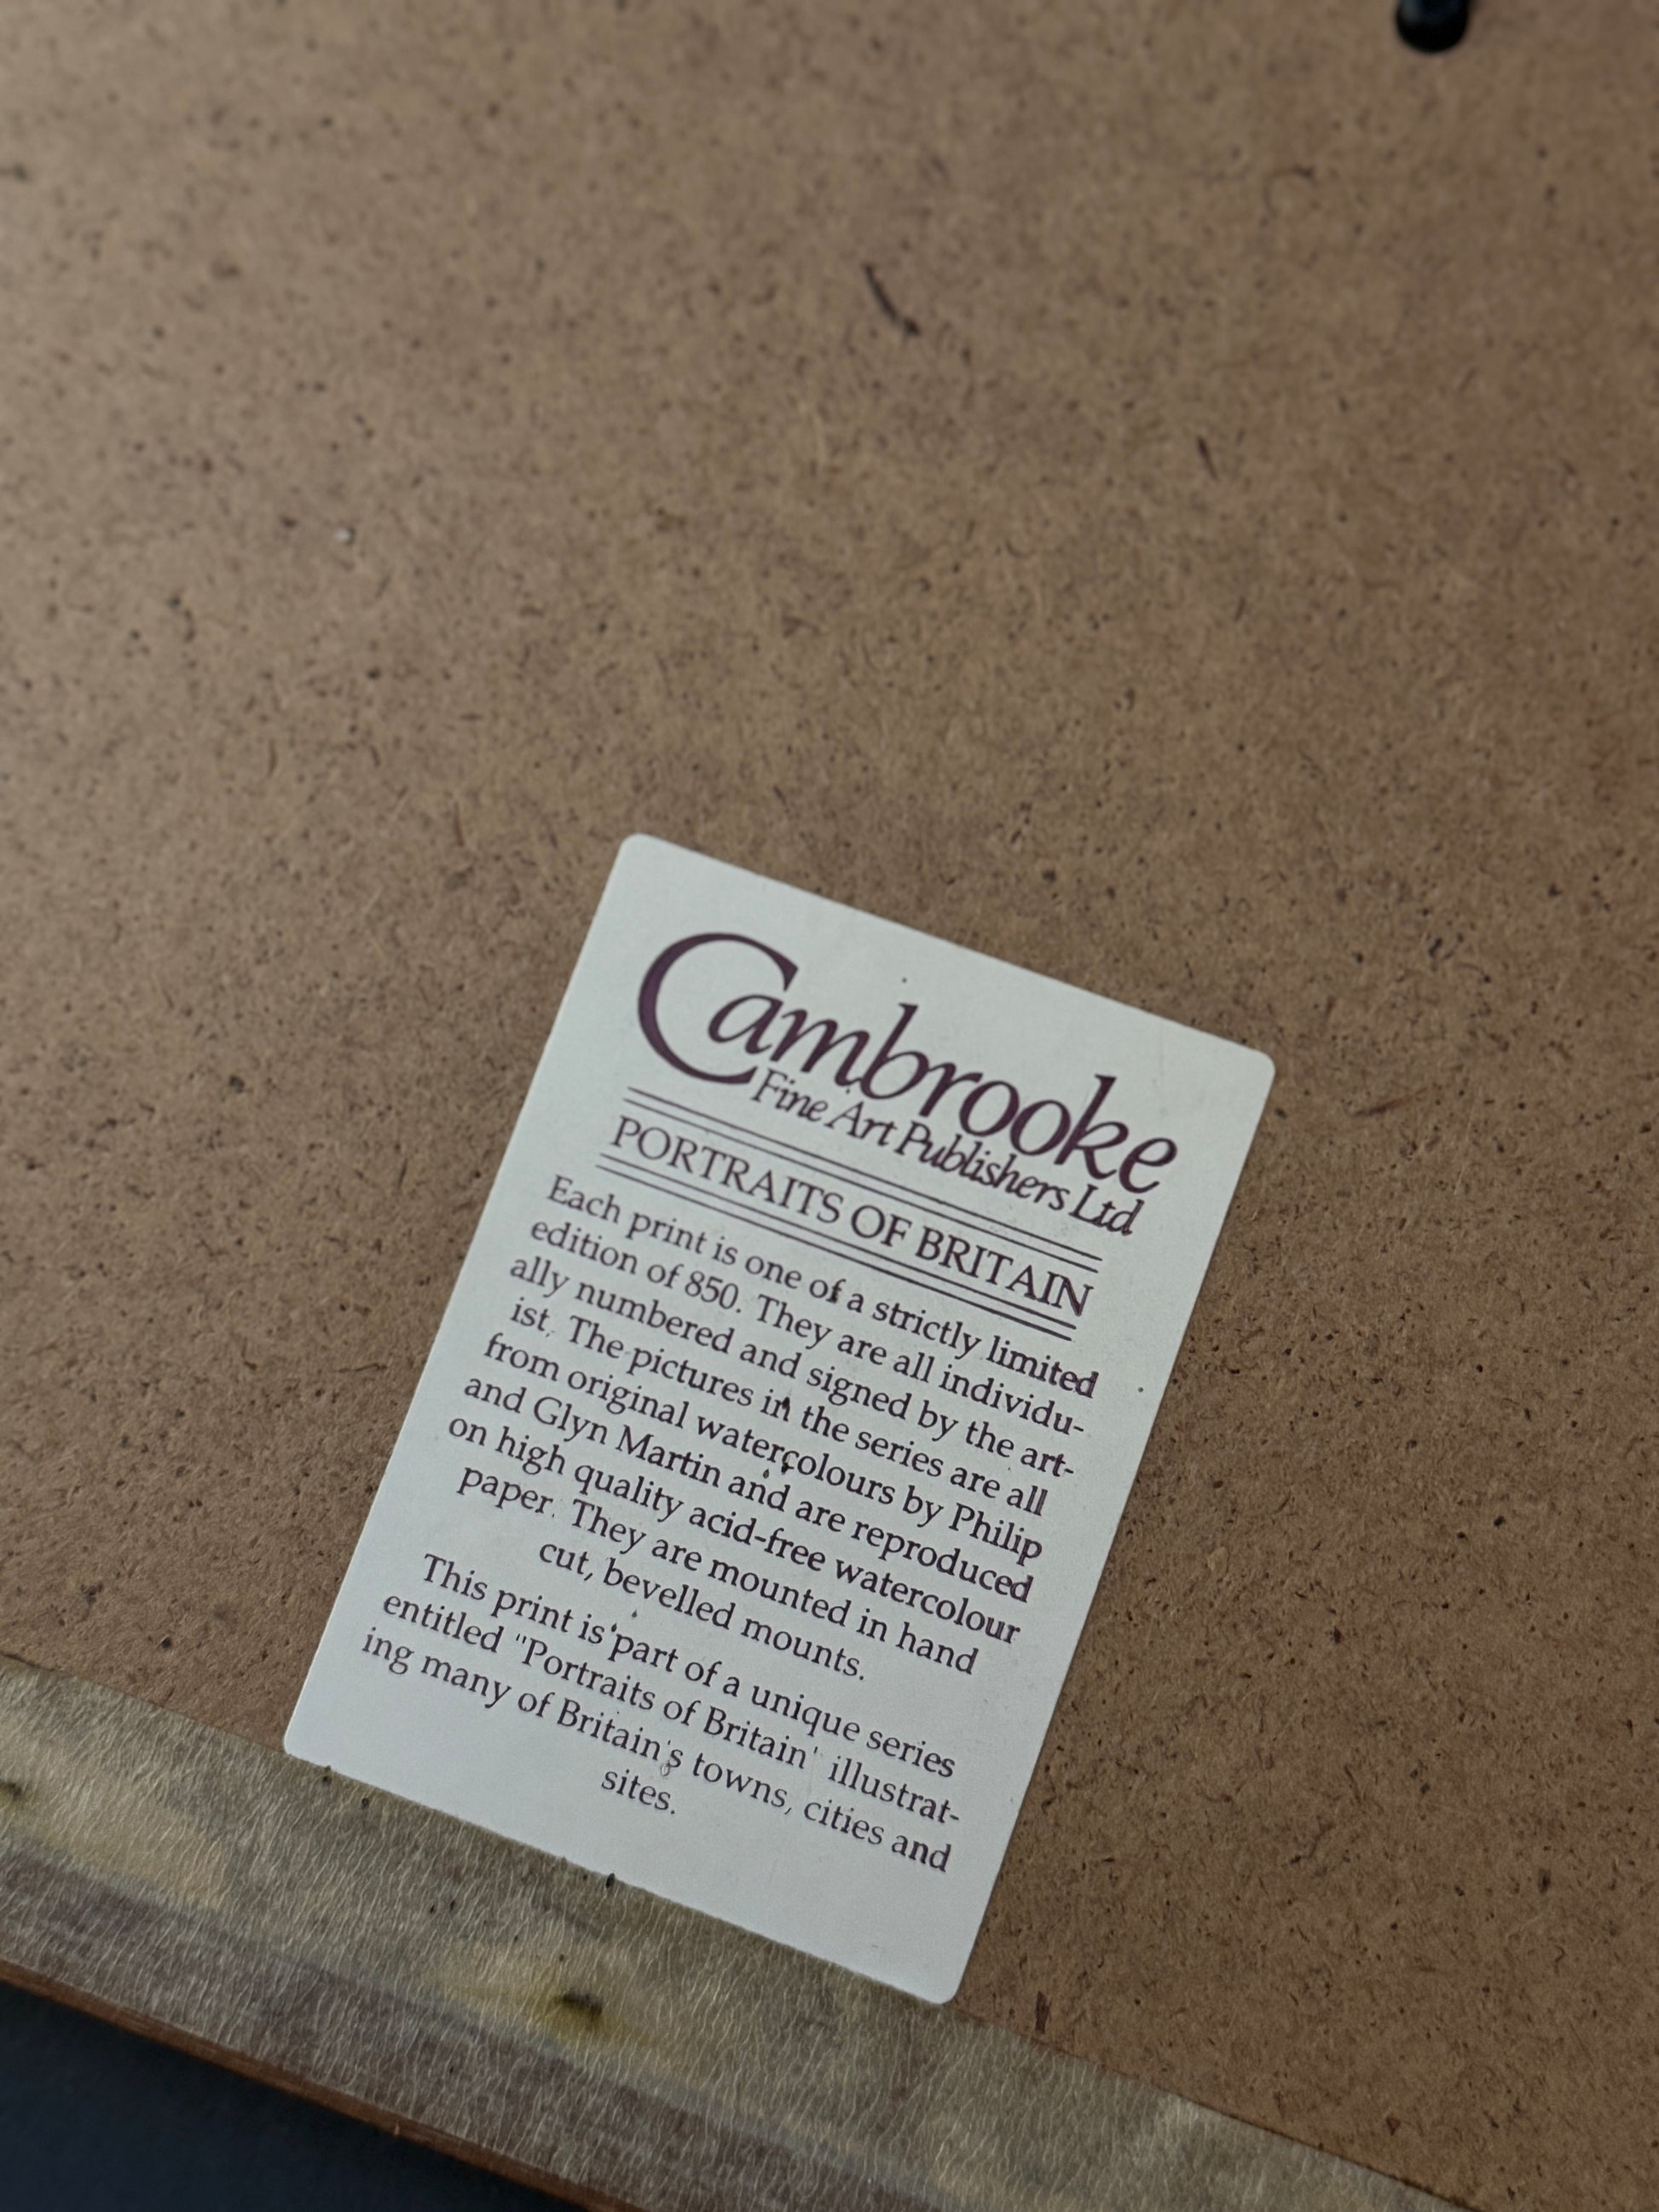 Cambrooke
Fine Art Publishers Ltd
PORTRAITS OF BRITAIN
Each print is one of a strictly limited
edition of 850. They are all individu-
ally numbered and signed by the art-
ist. The pictures in the series are all
from original watercolours by Philip
and Glyn Martin and are reproduced
on high quality acid-free watercolour
paper. They are mounted in hand
cut, bevelled mounts.
This print is part of a unique series
entitled "Portraits of Britain' illustrat-
ing many of Britain's towns, cities and
sites.